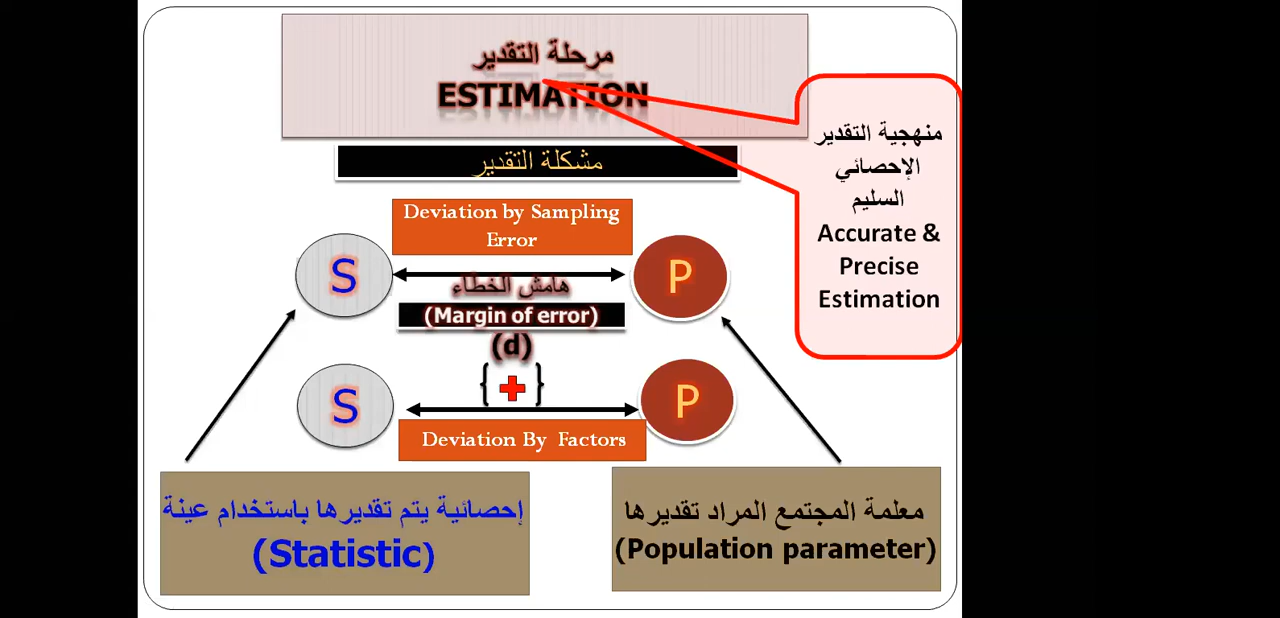 مرحلة التقدير
ESTIMATION
مشكلة التقدير
منهجية التقدير
الإحصائي
السليم
Accurate &
Precise
Estimation
Deviation by Sampling
Error
S
P
هامش الخطاء
(Margin of error)
(d)
{+}
S
P
Deviation By Factors
إحصائية يتم تقديرها باستخدام عينة
(Statistic)
معلمة المجتمع المراد تقديرها
(Population parameter)